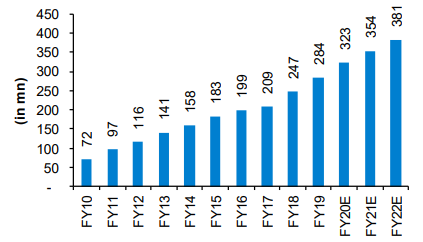 (in mn)
450
400
350
300
250
200
150
100
50
-
72
97
116
141
158
183
199
209
247
284
323
354
381
FY10
FY11
FY12
FY13
FY14
FY15
FY16
FY17
FY18
FY19
FY20E
FY21E
FY22E